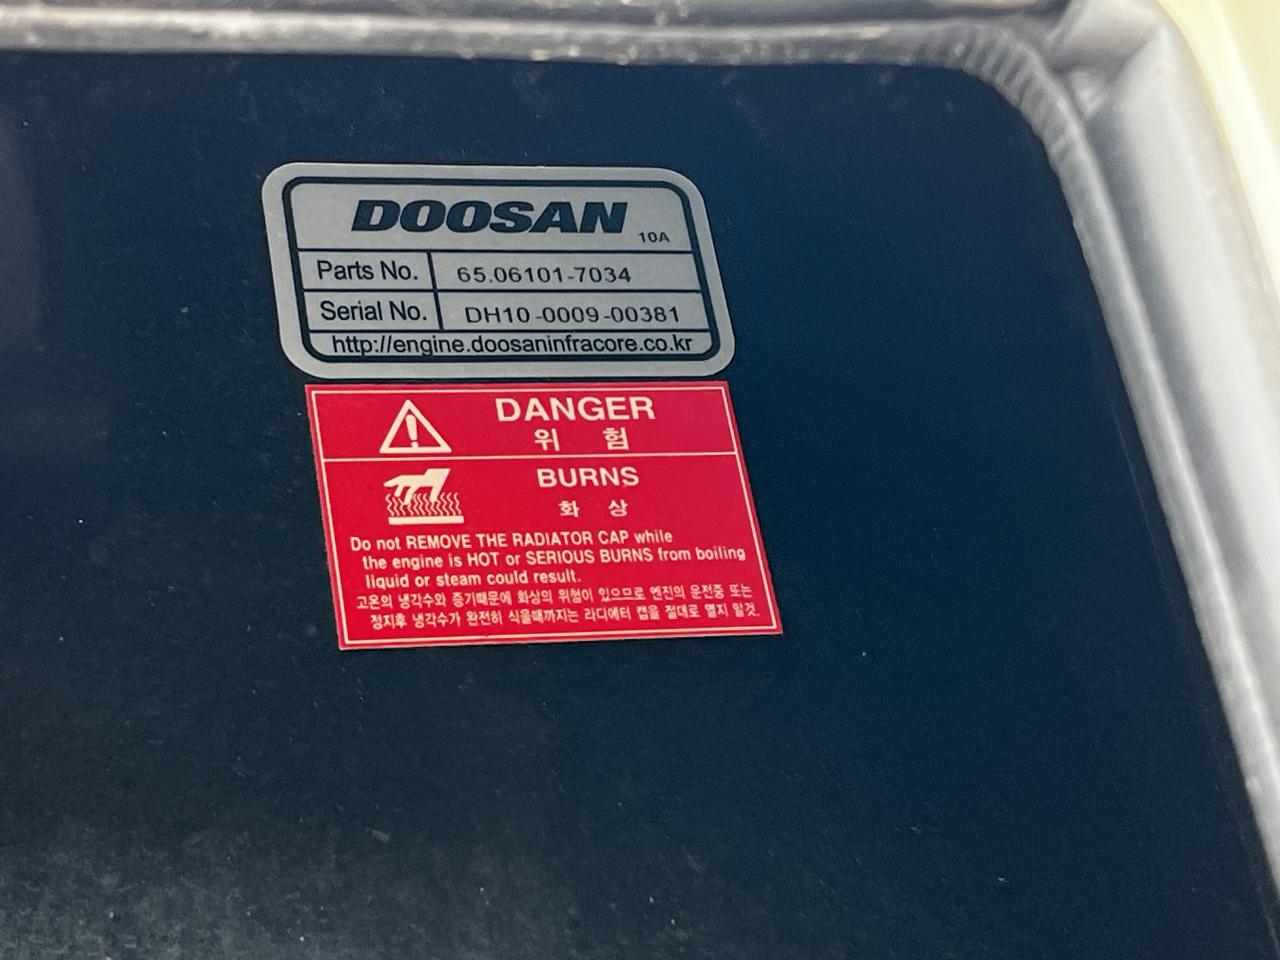 DOOSAN 10A
Parts No. 65.06101-7034
Serial No. DH10-0009-00381
http://engine.doosaninfracore.co.kr
DANGER
위 험
BURNS
화 상
Do not REMOVE THE RADIATOR CAP while
the engine is HOT or SERIOUS BURNS from boiling
liquid or steam could result.
고온의 냉각수와 증기때문에 화상의 위험이 있으므로 엔진의 운전중 또는
정지후 냉각수가 완전히 식을때까지는 라디에터 캡을 절대로 열지 말것.